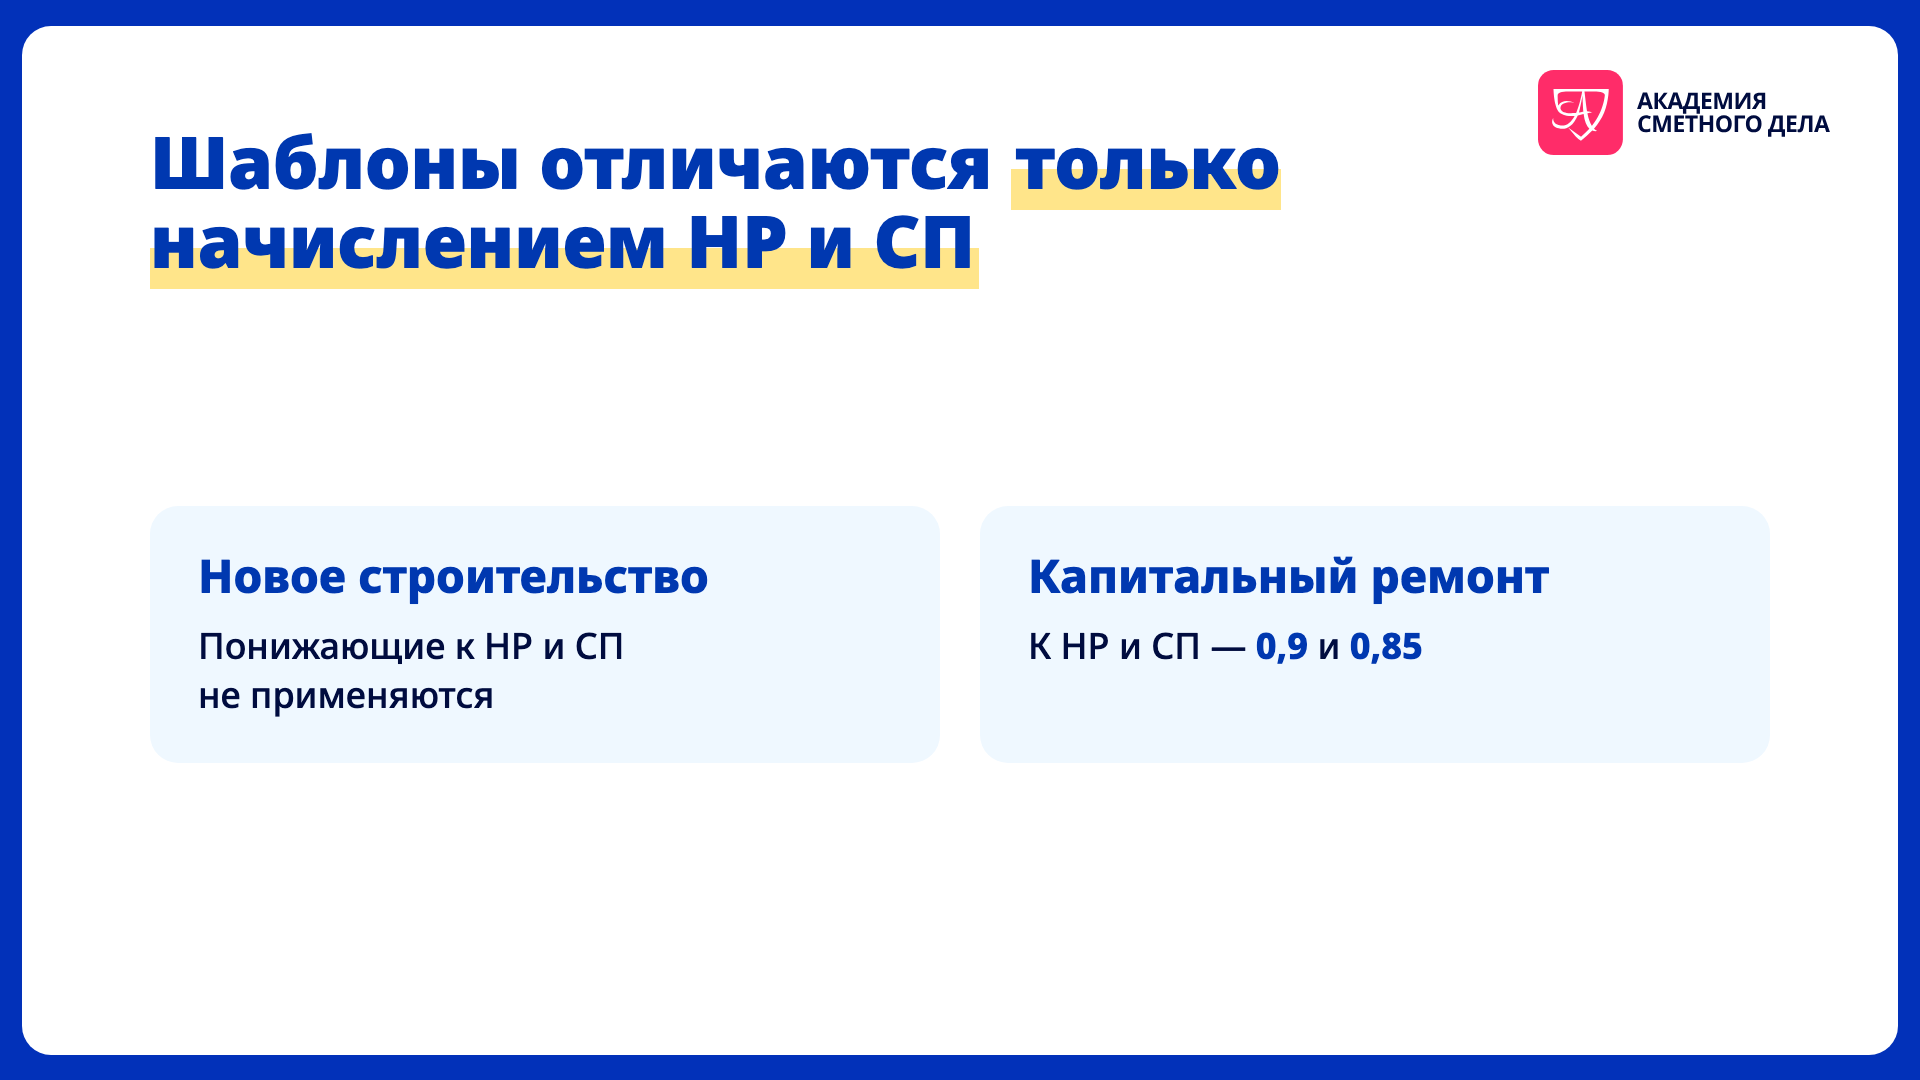 АКАДЕМИЯ
СМЕТНОГО ДЕЛА
Шаблоны отличаются только
начислением НР и СП
Новое строительство
Понижающие к НР и СП
не применяются
Капитальный ремонт
К НР и СП — 0,9 и 0,85